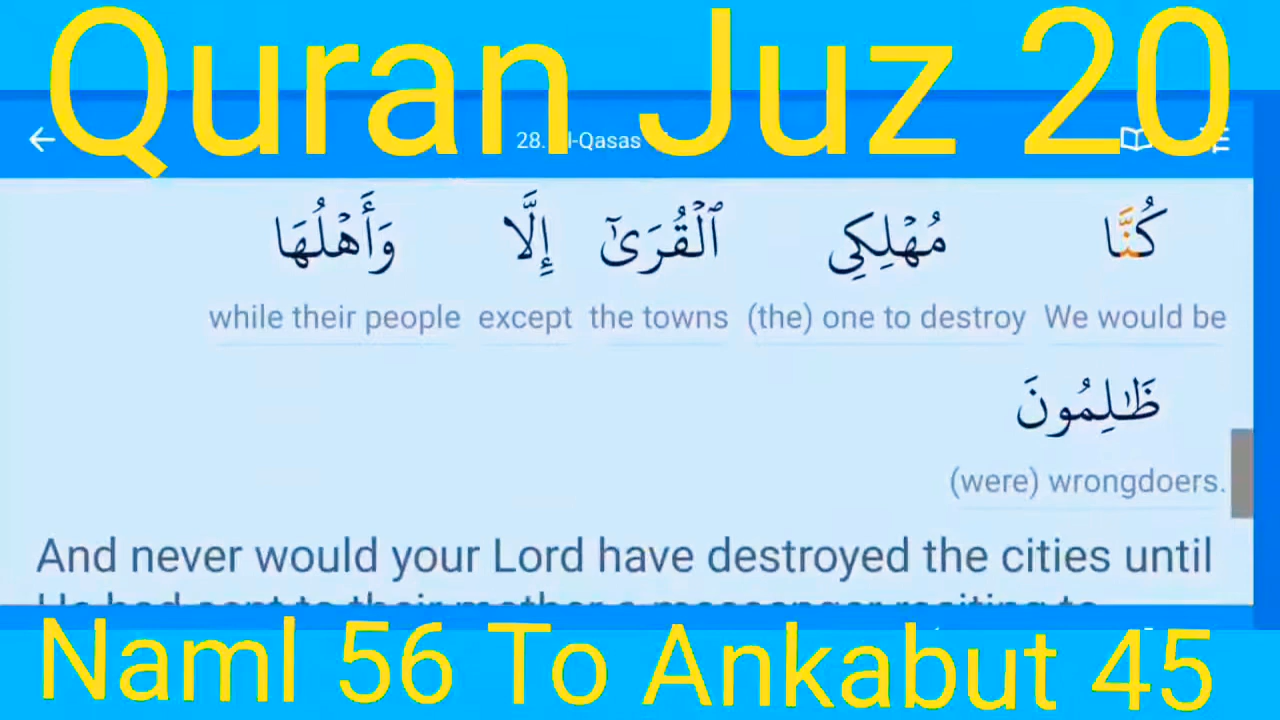 Quran Juz 20
كُنَّا مُهْلِكِي ٱلْقُرَىٰٓ إِلَّا وَأَهْلُهَا
while their people except the towns (the) one to destroy We would be
ظَٰلِمُونَ
(were) wrongdoers.
And never would your Lord have destroyed the cities until
Naml 56 To Ankabut 45